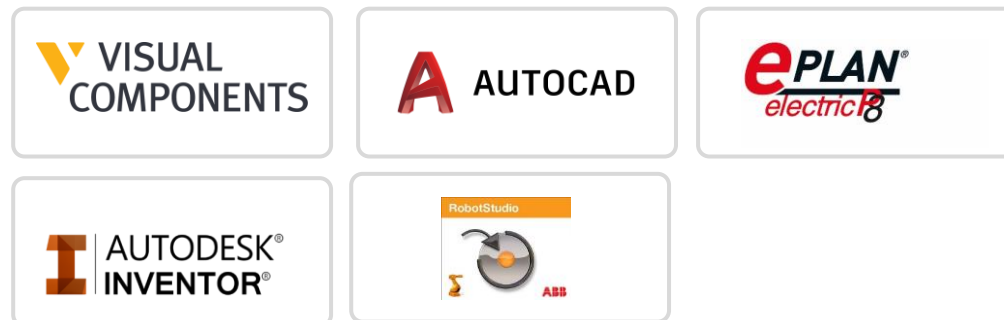 VISUAL
COMPONENTS
AUTOCAD
ePLAN®
electric P8
AUTODESK®
INVENTOR®
RobotStudio
ABB